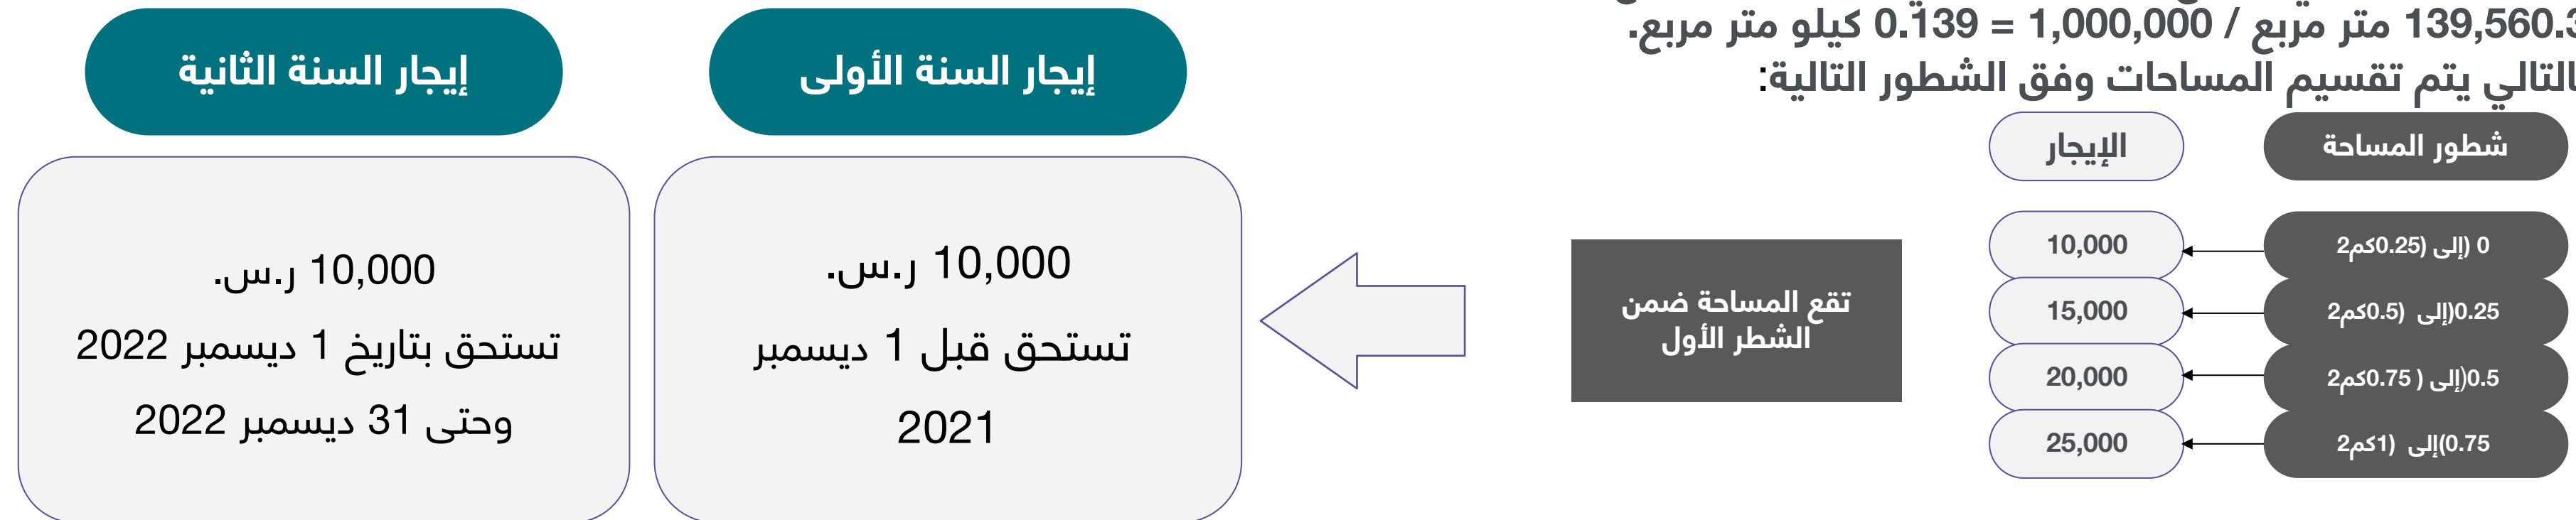 139,560.3 متر مربع / 1,000,000 = 0.139 كيلو متر مربع.
بالتالي يتم تقسيم المساحات وفق الشطور التالية:
شطور المساحة
الإيجار
0 (إلى (0.25كم2
10,000
0.25(إلى (0.5كم2
15,000
0.5(إلى ( 0.75كم2
20,000
0.75)إلى (1كم2
25,000
تقع المساحة ضمن
الشطر الأول
إيجار السنة الأولى
10,000 ر.س.
تستحق قبل 1 ديسمبر
2021
إيجار السنة الثانية
10,000 ر.س.
تستحق بتاريخ 1 ديسمبر 2022
وحتى 31 ديسمبر 2022